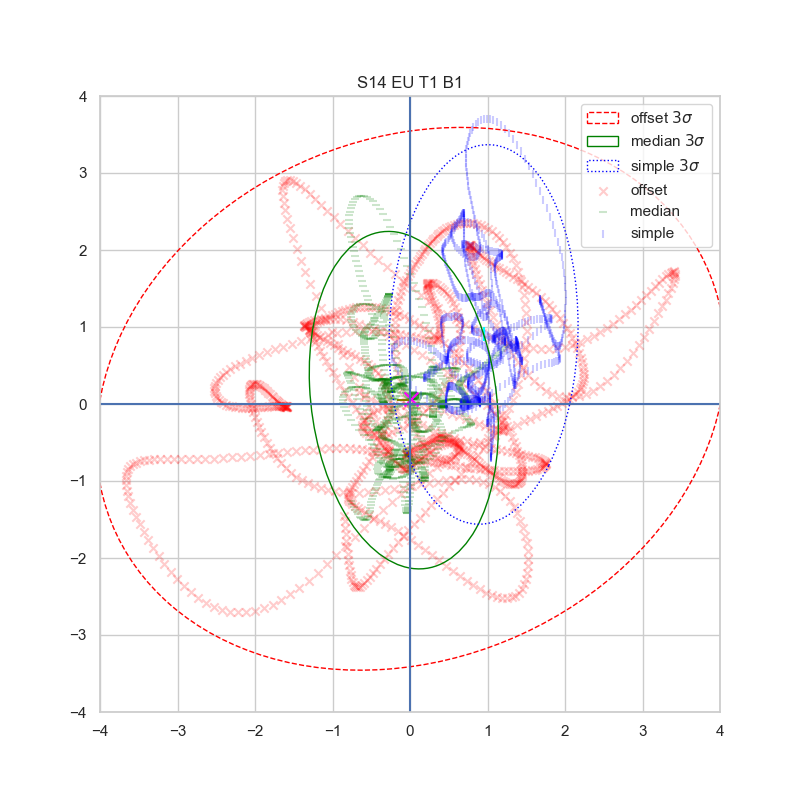 S14 EU T1 B1
offset 3σ
median 3σ
simple 3σ
offset
median
simple
4
3
2
1
0
−1
−2
−3
−4
−4 −3 −2 −1 0 1 2 3 4